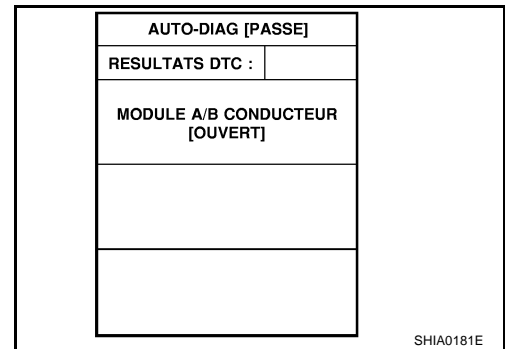 AUTO-DIAG [PASSE]
RESULTATS DTC :
MODULE A/B CONDUCTEUR
[OUVERT]
SHIA0181E